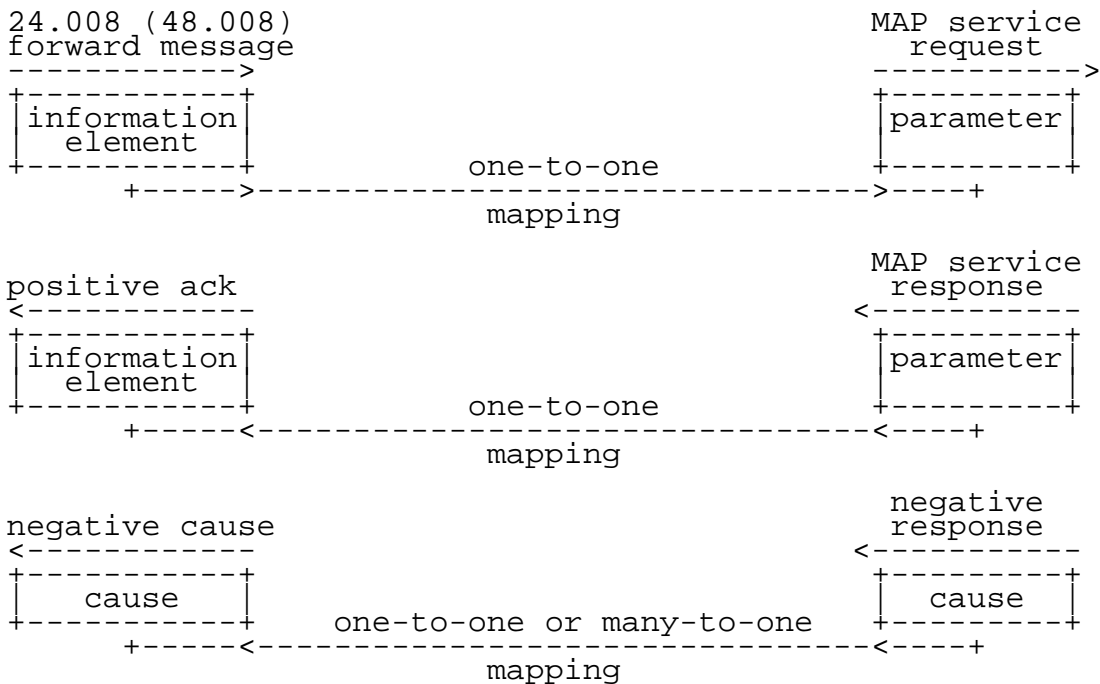 24.008 (48.008) MAP service
forward message request
------------> ----------->
+-----------+ +---------+
|information| |parameter|
| element | | |
+-----------+ one-to-one +---------+
+----->-------------------------------->----+
mapping
MAP service
positive ack response
<------------ <-----------
+-----------+ +---------+
|information| |parameter|
| element | | |
+-----------+ one-to-one +---------+
+-----<--------------------------------<----+
mapping
negative
negative cause response
<------------ <-----------
+-----------+ +---------+
| cause | | cause |
+-----------+ one-to-one or many-to-one +---------+
+-----<--------------------------------<----+
mapping